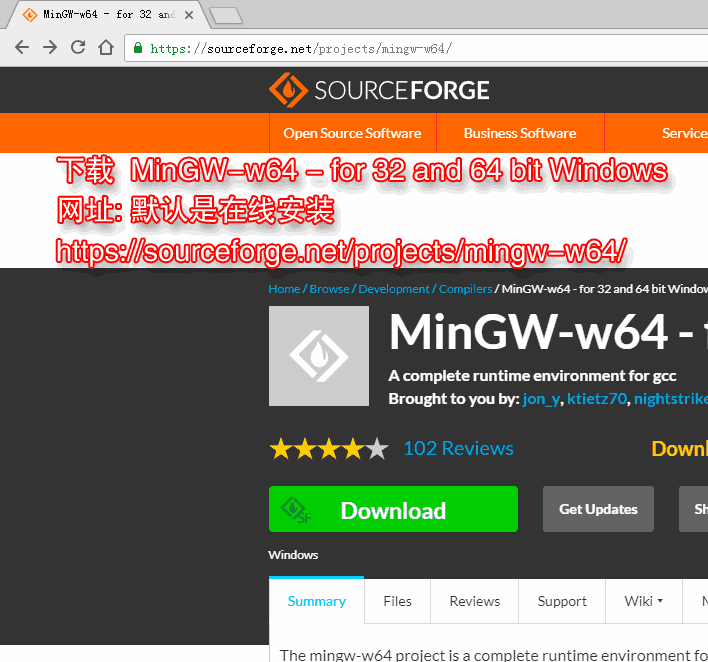 MinGW-w64 - for 32 and
https://sourceforge.net/projects/mingw-w64/
SOURCEFORGE
Open Source Software
Business Software
Service
下载 MinGW-w64 - for 32 and 64 bit Windows
网址: 默认是在线安装
https://sourceforge.net/projects/mingw-w64/
Home / Browse / Development / Compilers / MinGW-w64 - for 32 and 64 bit Window
MinGW-w64 -
A complete runtime environment for gcc
Brought to you by: jon_y, ktietz70, nightstrike
102 Reviews
Downl
SF
Download
Get Updates
Sh
Windows
Summary
Files
Reviews
Support
Wiki
The mingw-w64 project is a complete runtime environment fo